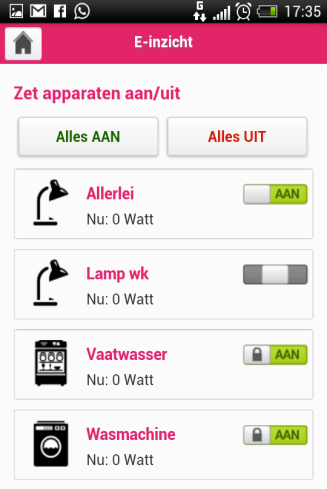 G
17:35
E-inzicht
Zet apparaten aan/uit
Alles AAN
Alles UIT
Allerlei
AAN
Nu: 0 Watt
Lamp wk
Nu: 0 Watt
Vaatwasser
AAN
Nu: 0 Watt
Wasmachine
AAN
Nu: 0 Watt